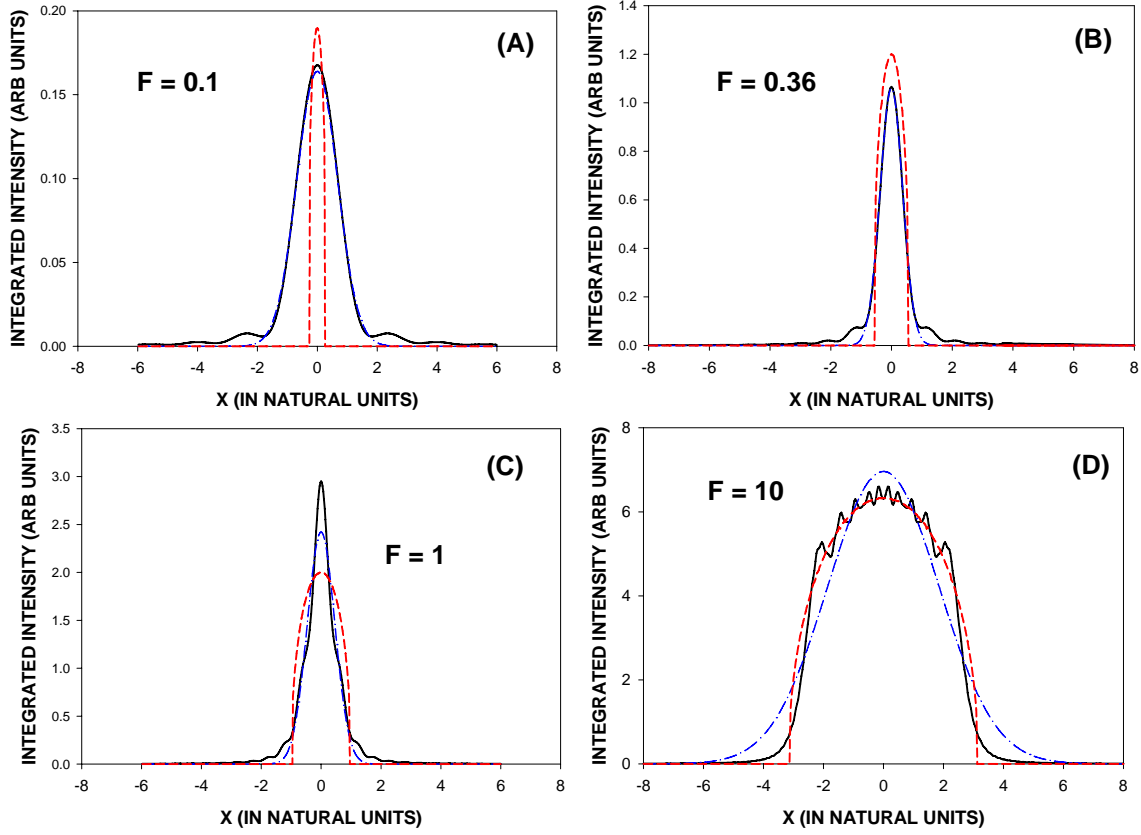 (A)
F = 0.1
INTEGRATED INTENSITY (ARB UNITS)
0.20
0.15
0.10
0.05
0.00
-8 -6 -4 -2 0 2 4 6 8
X (IN NATURAL UNITS)
(B)
F = 0.36
INTEGRATED INTENSITY (ARB UNITS)
1.4
1.2
1.0
0.8
0.6
0.4
0.2
0.0
-8 -6 -4 -2 0 2 4 6 8
X (IN NATURAL UNITS)
(C)
F = 1
INTEGRATED INTENSITY (ARB UNITS)
3.5
3.0
2.5
2.0
1.5
1.0
0.5
0.0
-8 -6 -4 -2 0 2 4 6 8
X (IN NATURAL UNITS)
(D)
F = 10
INTEGRATED INTENSITY (ARB UNITS)
8
6
4
2
0
-8 -6 -4 -2 0 2 4 6 8
X (IN NATURAL UNITS)